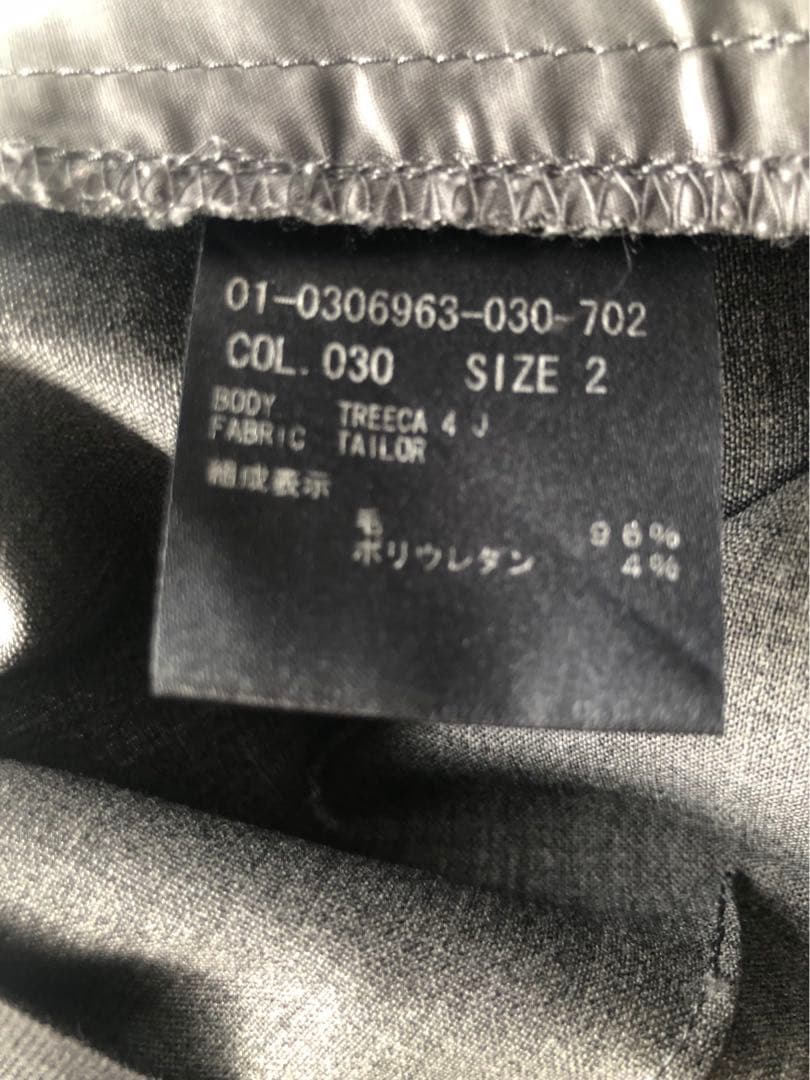 01-0306963-030-702
COL. 030 SIZE 2
BODY TREECA 4 J
FABRIC TAILOR
組成表示
毛 96%
ポリウレタン 4%